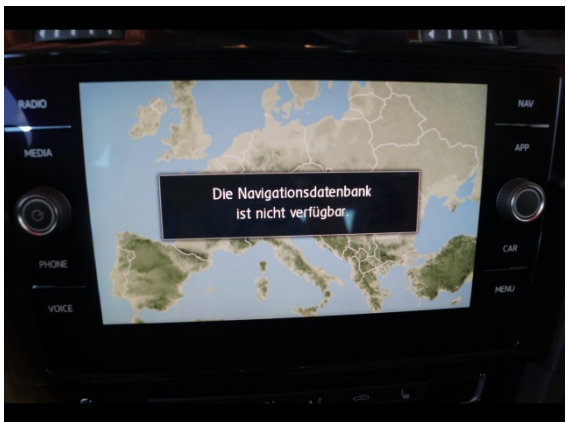 RADIO
MEDIA
PHONE
VOICE
Die Navigationsdatenbank
ist nicht verfügbar.
NAV
APP
CAR
MENU